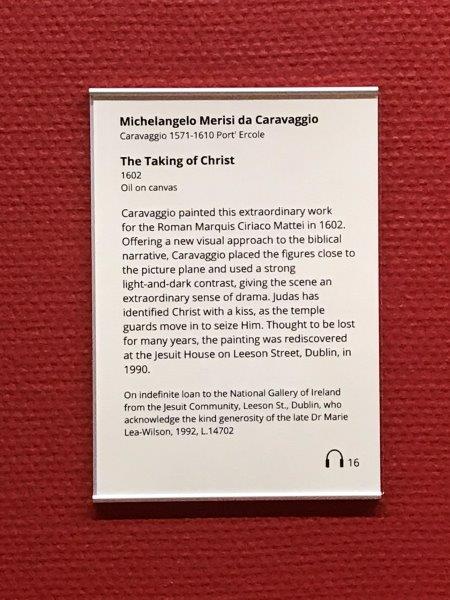 Michelangelo Merisi da Caravaggio
Caravaggio 1571-1610 Port' Ercole
The Taking of Christ
1602
Oil on canvas
Caravaggio painted this extraordinary work
for the Roman Marquis Ciriaco Mattei in 1602.
Offering a new visual approach to the biblical
narrative, Caravaggio placed the figures close to
the picture plane and used a strong
light-and-dark contrast, giving the scene an
extraordinary sense of drama. Judas has
identified Christ with a kiss, as the temple
guards move in to seize Him. Thought to be lost
for many years, the painting was rediscovered
at the Jesuit House on Leeson Street, Dublin, in
1990.
On indefinite loan to the National Gallery of Ireland
from the Jesuit Community, Leeson St., Dublin, who
acknowledge the kind generosity of the late Dr Marie
Lea-Wilson, 1992, L.14702
16